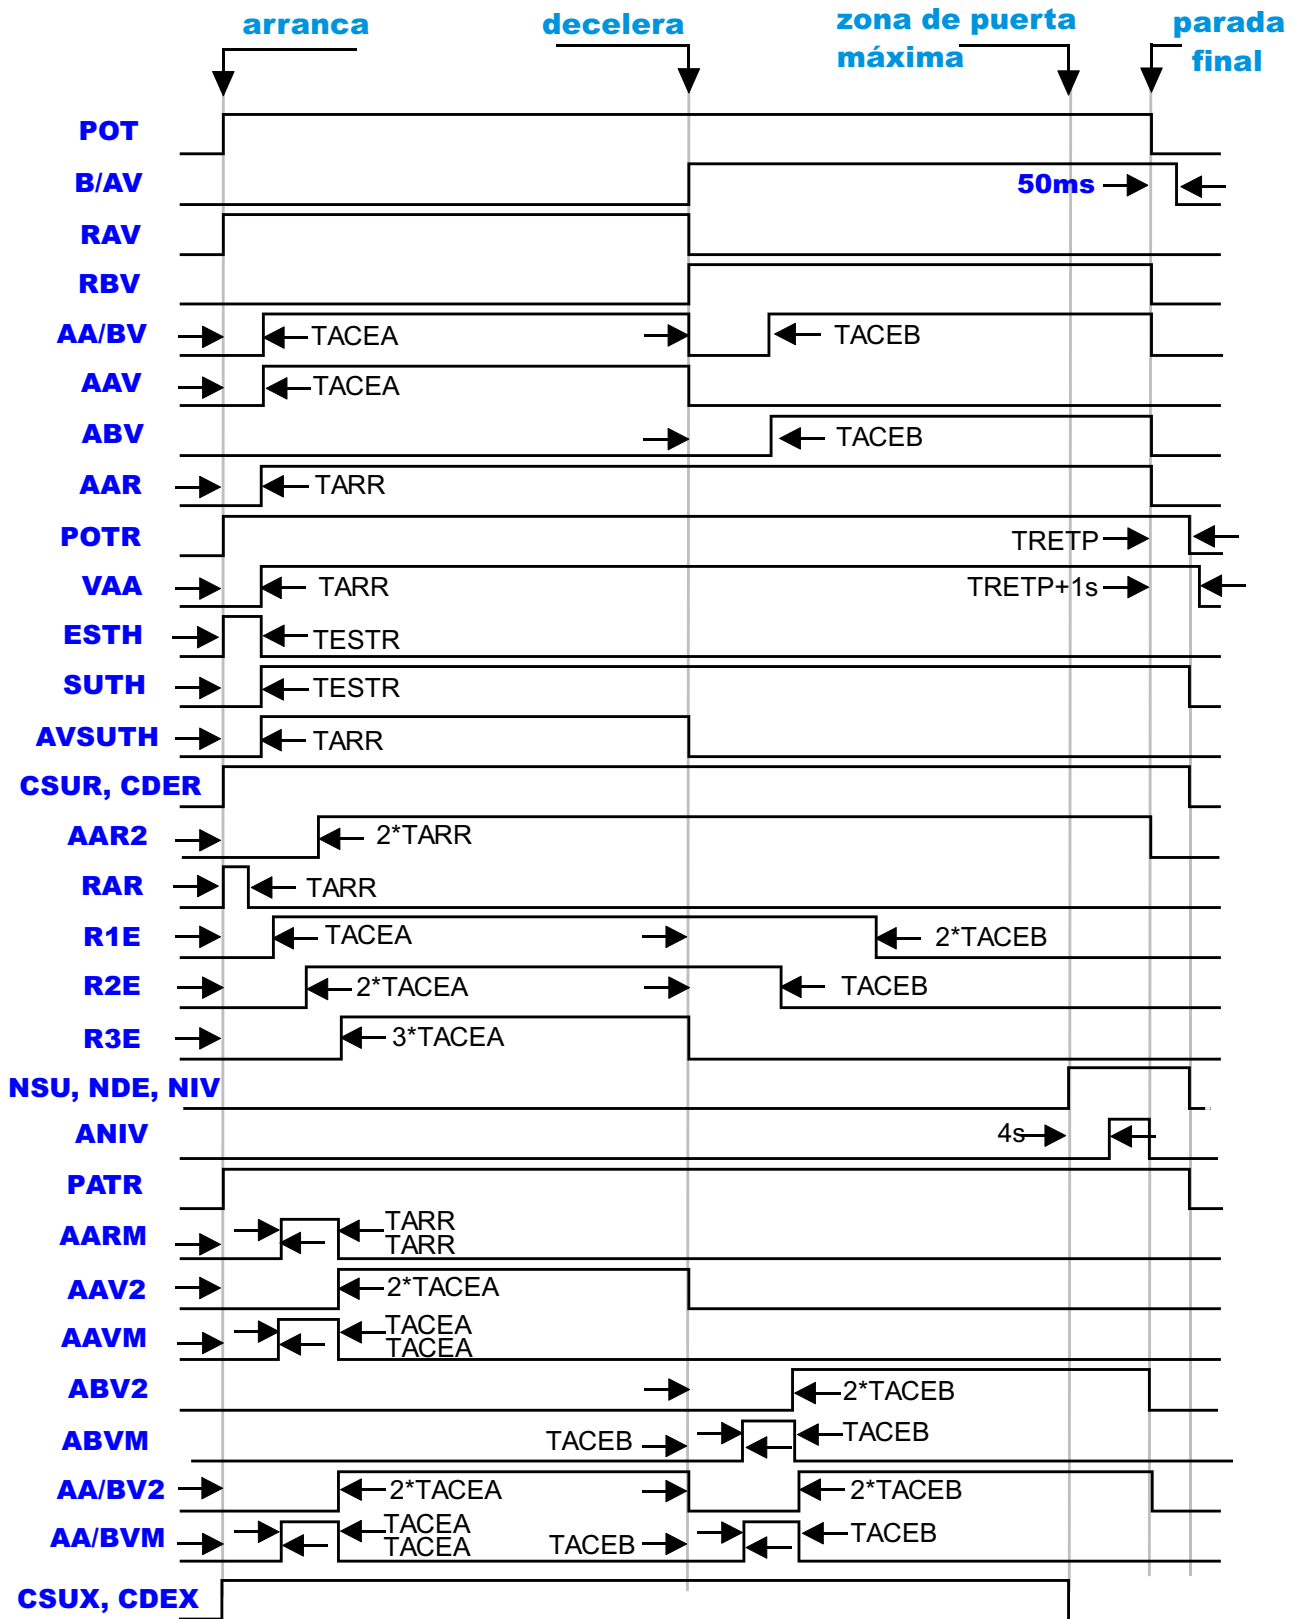 arranca decelera zona de puerta máxima parada final
POT
B/AV 50ms
RAV
RBV
AA/BV TACEA TACEB
AAV TACEA
ABV TACEB
AAR TARR
POTR TRETP
VAA TARR TRETP+1s
ESTH TESTR
SUTH TESTR
AVSUTH TARR
CSUR, CDER
AAR2 2*TARR
RAR TARR
R1E TACEA 2*TACEB
R2E 2*TACEA TACEB
R3E 3*TACEA
NSU, NDE, NIV
ANIV 4s
PATR
AARM TARR
TARR
AAV2 2*TACEA
AAVM TACEA
TACEA
ABV2 2*TACEB
ABVM TACEB TACEB
AA/BV2 2*TACEA 2*TACEB
AA/BVM TACEA
TACEA TACEB TACEB
CSUX, CDEX